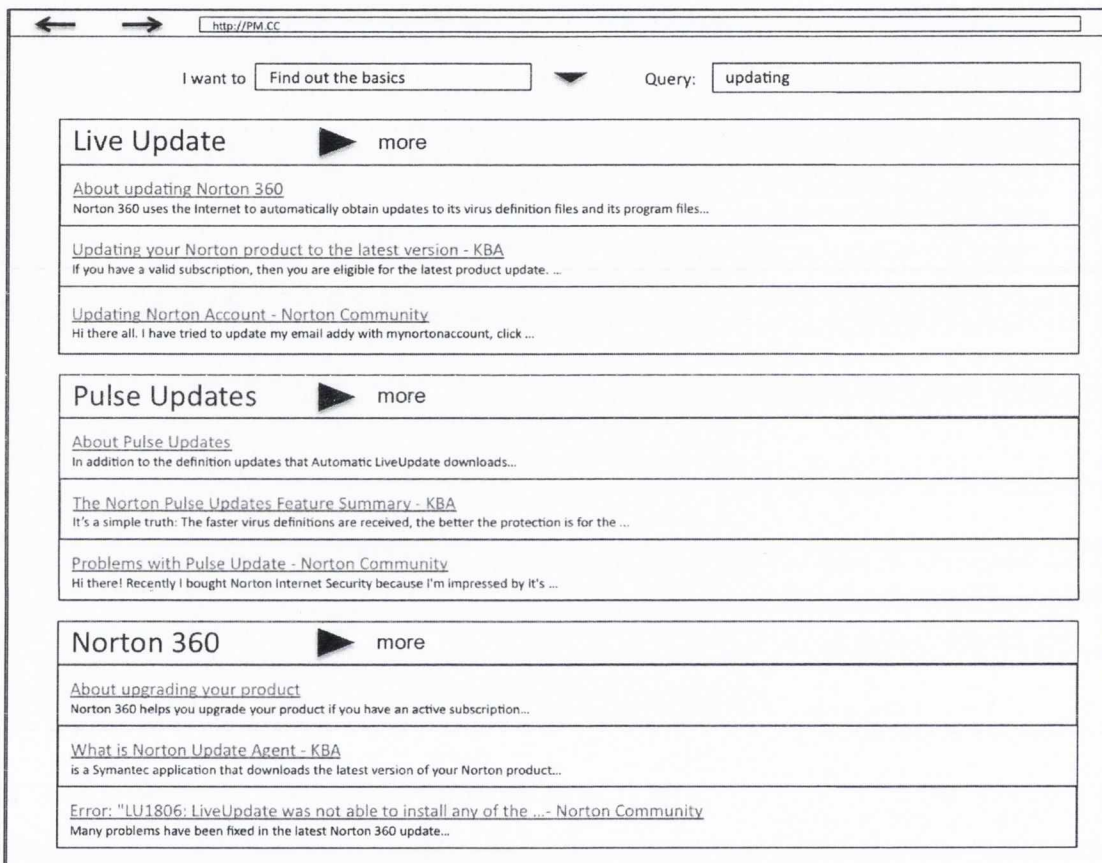 http://PM.CC
I want to Find out the basics Query: updating
Live Update more
About updating Norton 360
Norton 360 uses the Internet to automatically obtain updates to its virus definition files and its program files...
Updating your Norton product to the latest version - KBA
If you have a valid subscription, then you are eligible for the latest product update. ...
Updating Norton Account - Norton Community
Hi there all. I have tried to update my email addy with mynortonaccount, click ...
Pulse Updates more
About Pulse Updates
In addition to the definition updates that Automatic LiveUpdate downloads...
The Norton Pulse Updates Feature Summary - KBA
It's a simple truth: The faster virus definitions are received, the better the protection is for the ...
Problems with Pulse Update - Norton Community
Hi there! Recently I bought Norton Internet Security because I'm impressed by it's ...
Norton 360 more
About upgrading your product
Norton 360 helps you upgrade your product if you have an active subscription...
What is Norton Update Agent - KBA
is a Symantec application that downloads the latest version of your Norton product...
Error: "LU1806: LiveUpdate was not able to install any of the ...- Norton Community
Many problems have been fixed in the latest Norton 360 update...